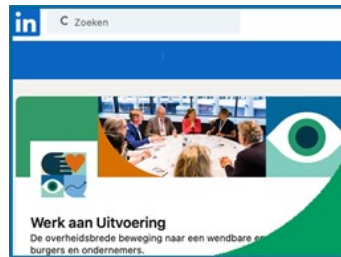 in
Zoeken
Werk aan Uitvoering
De overheidsbrede beweging naar een wendbare
burgers en ondernemers.